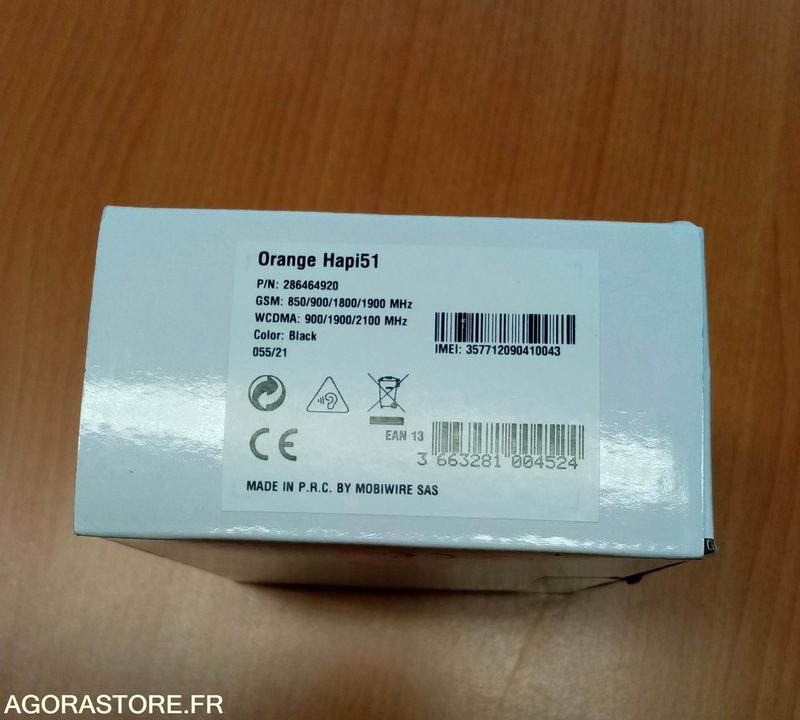 Orange Hapi51
P/N: 286464920
GSM: 850/900/1800/1900 MHz
WCDMA: 900/1900/2100 MHz
Color: Black
055/21
IMEI: 357712090410043
EAN 13
3 663281 004524
CE
MADE IN P.R.C. BY MOBIWIRE SAS
AGORASTORE.FR